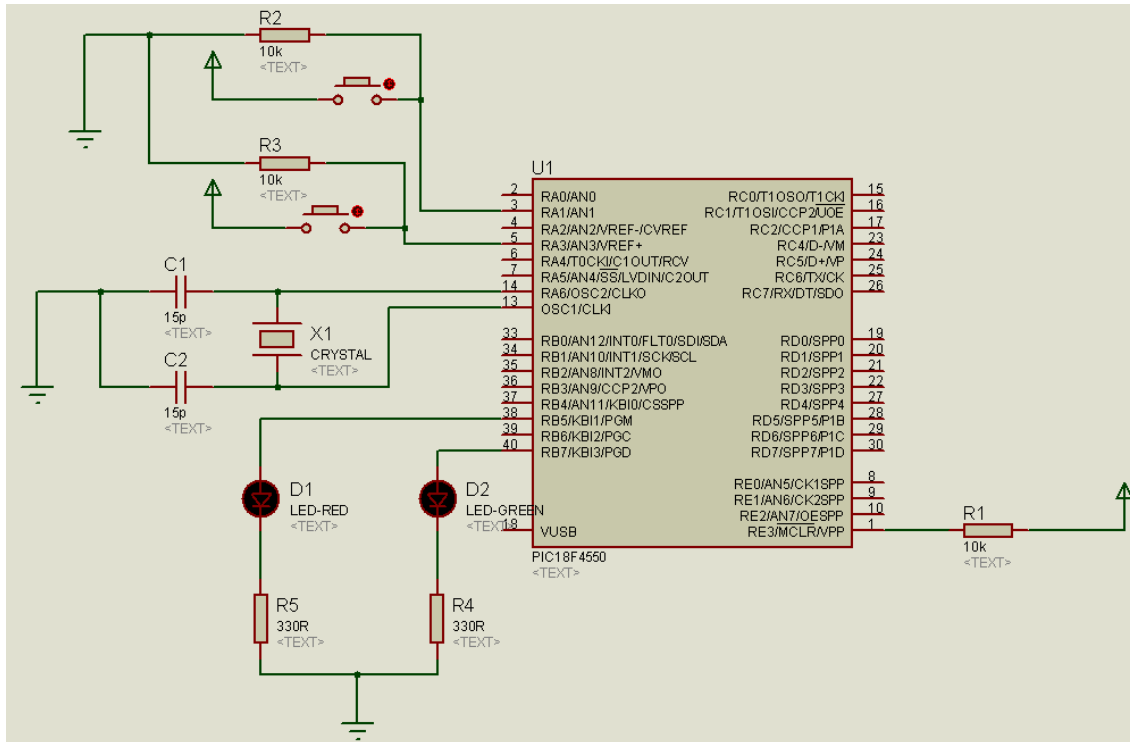 R2
10k
<TEXT>
R3
10k
<TEXT>
C1
15p
<TEXT>
X1
CRYSTAL
<TEXT>
C2
15p
<TEXT>
U1
2 RA0/AN0
3 RA1/AN1
4 RA2/AN2/VREF-/CVREF
5 RA3/AN3/VREF+
6 RA4/T0CKI/C1OUT/RCV
7 RA5/AN4/SS/LVDIN/C2OUT
14 RA6/OSC2/CLKO
13 OSC1/CLKI
33 RB0/AN12/INT0/FLT0/SDI/SDA
34 RB1/AN10/INT1/SCK/SCL
35 RB2/AN8/INT2/VMO
36 RB3/AN9/CCP2/VPO
37 RB4/AN11/KBI0/CSSPP
38 RB5/KBI1/PGM
39 RB6/KBI2/PGC
40 RB7/KBI3/PGD
18 VUSB
RC0/T1OSO/T1CKI 15
RC1/T1OSI/CCP2/UOE 16
RC2/CCP1/P1A 17
RC4/D-/VM 23
RC5/D+/VP 24
RC6/TX/CK 25
RC7/RX/DT/SDO 26
RD0/SPP0 19
RD1/SPP1 20
RD2/SPP2 21
RD3/SPP3 22
RD4/SPP4 27
RD5/SPP5/P1B 28
RD6/SPP6/P1C 29
RD7/SPP7/P1D 30
RE0/AN5/CK1SPP 8
RE1/AN6/CK2SPP 9
RE2/AN7/OESPP 10
RE3/MCLR/VPP 1
PIC18F4550
<TEXT>
R1
10k
<TEXT>
D1
LED-RED
<TEXT>
D2
LED-GREEN
<TEXT>
R5
330R
<TEXT>
R4
330R
<TEXT>